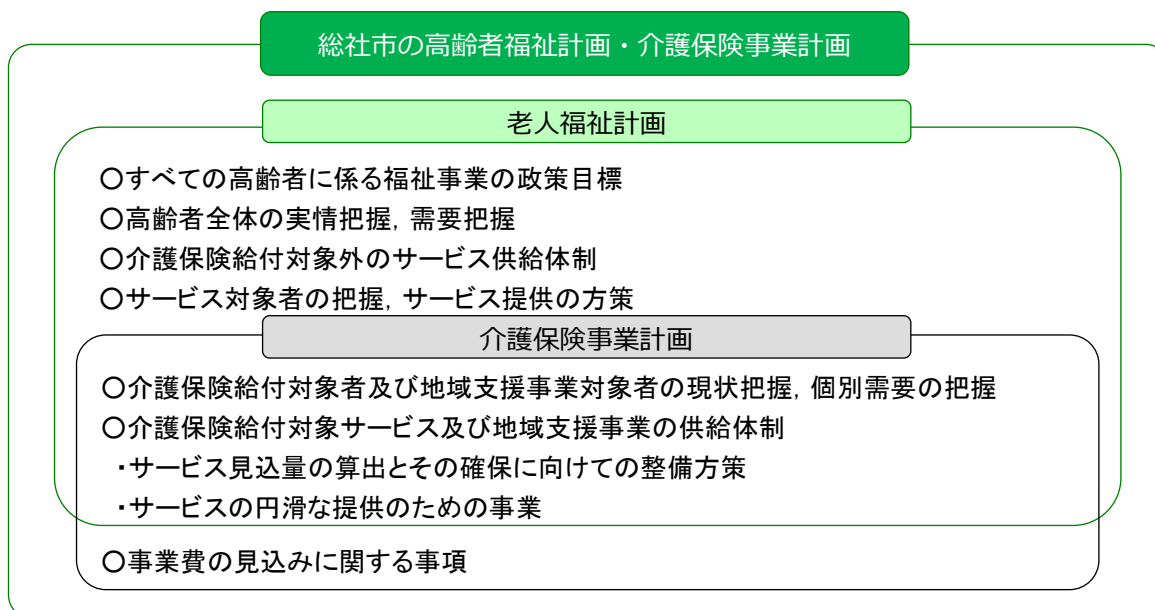 総社市の高齢者福祉計画・介護保険事業計画
老人福祉計画
○すべての高齢者に係る福祉事業の政策目標
○高齢者全体の実情把握，需要把握
○介護保険給付対象外のサービス供給体制
○サービス対象者の把握，サービス提供の方策
介護保険事業計画
○介護保険給付対象者及び地域支援事業対象者の現状把握，個別需要の把握
○介護保険給付対象サービス及び地域支援事業の供給体制
・サービス見込量の算出とその確保に向けての整備方策
・サービスの円滑な提供のための事業
○事業費の見込みに関する事項